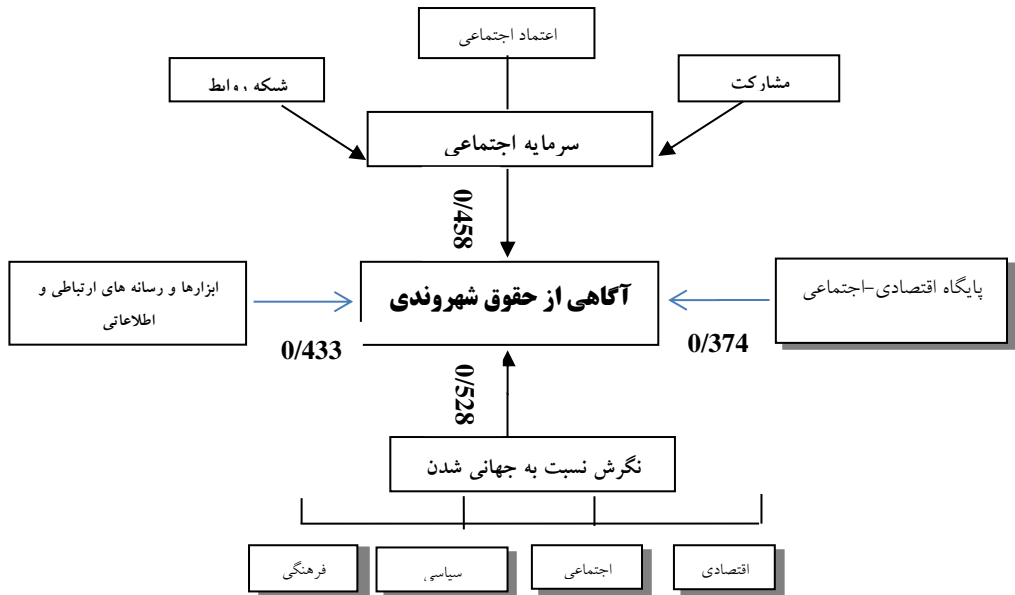 اعتماد اجتماعی
مشارکت
شبکه روابط
سرمایه اجتماعی
0/458
پایگاه اقتصادی-اجتماعی
آگاهی از حقوق شهروندی
ابزارها و رسانه های ارتباطی و
اطلاعاتی
0/374
0/433
0/528
نگرش نسبت به جهانی شدن
اقتصادی
اجتماعی
سیاسی
فرهنگی